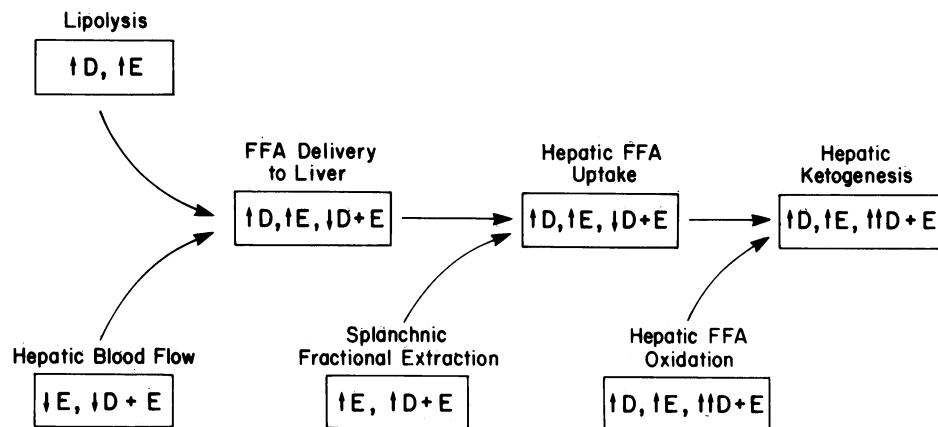 Lipolysis
↑D, ↑E
FFA Delivery
to Liver
↑D,↑E,↓D+E
Hepatic FFA
Uptake
↑D,↑E,↓D+E
Hepatic
Ketogenesis
↑D,↑E,↑↑D+E
Hepatic Blood Flow
↓E, ↓D+E
Splanchnic
Fractional Extraction
↑E, ↑D+E
Hepatic FFA
Oxidation
↑D, ↑E, ↑↑D+E